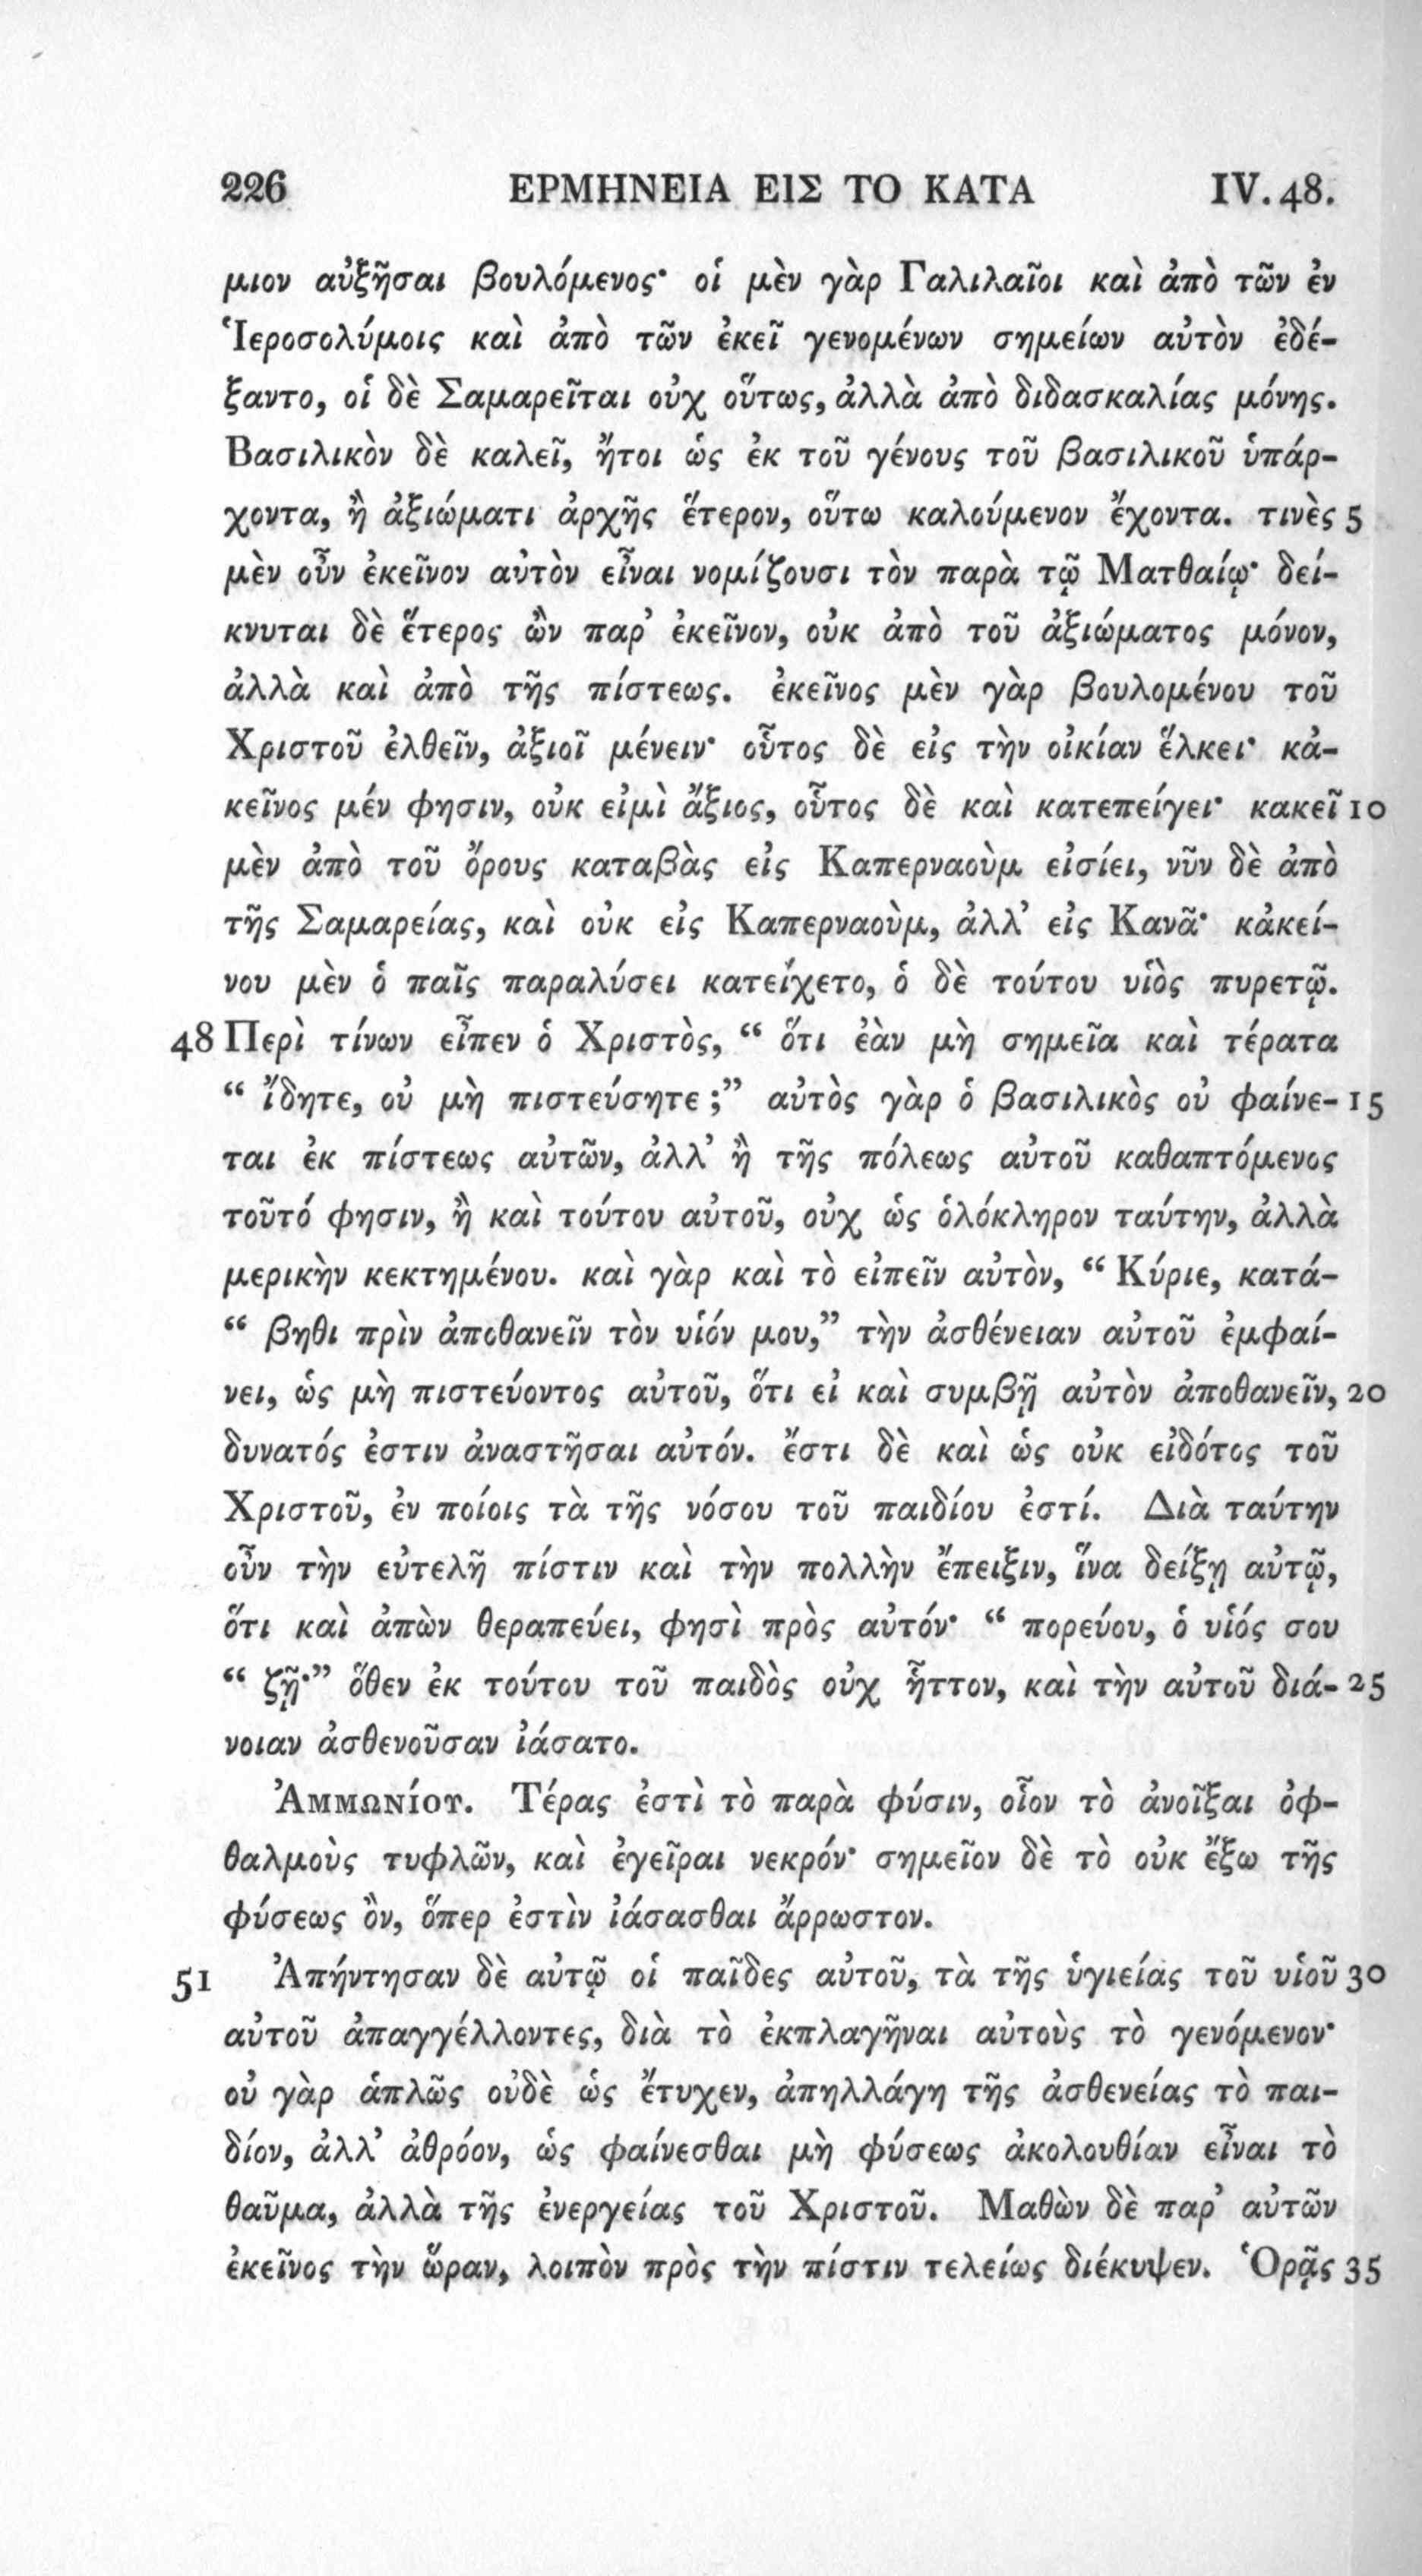 226 ΕΡΜΗΝΕΙΑ ΕΙΣ ΤΟ ΚΑΤΑ IV. 48.
μιον αὐξῆσαι βουλόμενος· οἱ μὲν γὰρ Γαλιλαῖοι καὶ ἀπὸ τῶν ἐν
Ἱεροσολύμοις καὶ ἀπὸ τῶν ἐκεῖ γενομένων σημείων αὐτὸν ἐδέ-
ξαντο, οἱ δὲ Σαμαρεῖται οὐχ οὕτως, ἀλλὰ ἀπὸ διδασκαλίας μόνης.
Βασιλικὸν δὲ καλεῖ, ἤτοι ὡς ἐκ τοῦ γένους τοῦ βασιλικοῦ ὑπάρ-
χοντα, ἢ ἀξιώματι ἀρχῆς ἕτερον, οὕτω καλούμενον ἔχοντα. τινὲς 5
μὲν οὖν ἐκεῖνον αὐτὸν εἶναι νομίζουσι τὸν παρὰ τῷ Ματθαίῳ· δεί-
κνυται δὲ ἕτερος ὢν παρ’ ἐκεῖνον, οὐκ ἀπὸ τοῦ ἀξιώματος μόνον,
ἀλλὰ καὶ ἀπὸ τῆς πίστεως. ἐκεῖνος μὲν γὰρ βουλομένου τοῦ
Χριστοῦ ἐλθεῖν, ἀξιοῖ μένειν· οὗτος δὲ εἰς τὴν οἰκίαν ἕλκει· κἀ-
κεῖνος μέν φησιν, οὐκ εἰμὶ ἄξιος, οὗτος δὲ καὶ κατεπείγει· κακεῖ 10
μὲν ἀπὸ τοῦ ὄρους καταβὰς εἰς Καπερναοὺμ εἰσίει, νῦν δὲ ἀπὸ
τῆς Σαμαρείας, καὶ οὐκ εἰς Καπερναοὺμ, ἀλλ’ εἰς Κανᾶ· κἀκεί-
νου μὲν ὁ παῖς παραλύσει κατείχετο, ὁ δὲ τούτου υἱὸς πυρετῷ.
48 Περὶ τίνων εἶπεν ὁ Χριστὸς, “ ὅτι ἐὰν μὴ σημεῖα καὶ τέρατα
“ ἴδητε, οὐ μὴ πιστεύσητε ;” αὐτὸς γὰρ ὁ βασιλικὸς οὐ φαίνε- 15
ται ἐκ πίστεως αὐτῶν, ἀλλ’ ἢ τῆς πόλεως αὐτοῦ καθαπτόμενος
τοῦτό φησιν, ἢ καὶ τούτου αὐτοῦ, οὐχ ὡς ὁλόκληρον ταύτην, ἀλλὰ
μερικὴν κεκτημένου. καὶ γὰρ καὶ τὸ εἰπεῖν αὐτὸν, “ Κύριε, κατά-
“ βηθι πρὶν ἀποθανεῖν τὸν υἱόν μου,” τὴν ἀσθένειαν αὐτοῦ ἐμφαί-
νει, ὡς μὴ πιστεύοντος αὐτοῦ, ὅτι εἰ καὶ συμβῇ αὐτὸν ἀποθανεῖν, 20
δυνατός ἐστιν ἀναστῆσαι αὐτόν. ἔστι δὲ καὶ ὡς οὐκ εἰδότος τοῦ
Χριστοῦ, ἐν ποίοις τὰ τῆς νόσου τοῦ παιδίου ἐστί. Διὰ ταύτην
οὖν τὴν εὐτελῆ πίστιν καὶ τὴν πολλὴν ἔπειξιν, ἵνα δείξῃ αὐτῷ,
ὅτι καὶ ἀπὼν θεραπεύει, φησὶ πρὸς αὐτόν· “ πορεύου, ὁ υἱός σου
“ ζῇ·” ὅθεν ἐκ τούτου τοῦ παιδὸς οὐχ ἧττον, καὶ τὴν αὐτοῦ διά- 25
νοιαν ἀσθενοῦσαν ἰάσατο.
Ἀμμωνίου. Τέρας ἐστὶ τὸ παρὰ φύσιν, οἷον τὸ ἀνοῖξαι ὀφ-
θαλμοὺς τυφλῶν, καὶ ἐγεῖραι νεκρόν· σημεῖον δὲ τὸ οὐκ ἔξω τῆς
φύσεως ὂν, ὅπερ ἐστὶν ἰάσασθαι ἄρρωστον.
51 Ἀπήντησαν δὲ αὐτῷ οἱ παῖδες αὐτοῦ, τὰ τῆς ὑγιείας τοῦ υἱοῦ 30
αὐτοῦ ἀπαγγέλλοντες, διὰ τὸ ἐκπλαγῆναι αὐτοὺς τὸ γενόμενον·
οὐ γὰρ ἁπλῶς οὐδὲ ὡς ἔτυχεν, ἀπηλλάγη τῆς ἀσθενείας τὸ παι-
δίον, ἀλλ’ ἀθρόον, ὡς φαίνεσθαι μὴ φύσεως ἀκολουθίαν εἶναι τὸ
θαῦμα, ἀλλὰ τῆς ἐνεργείας τοῦ Χριστοῦ. Μαθὼν δὲ παρ’ αὐτῶν
ἐκεῖνος τὴν ὥραν, λοιπὸν πρὸς τὴν πίστιν τελείως διέκυψεν. Ὁρᾷς 35